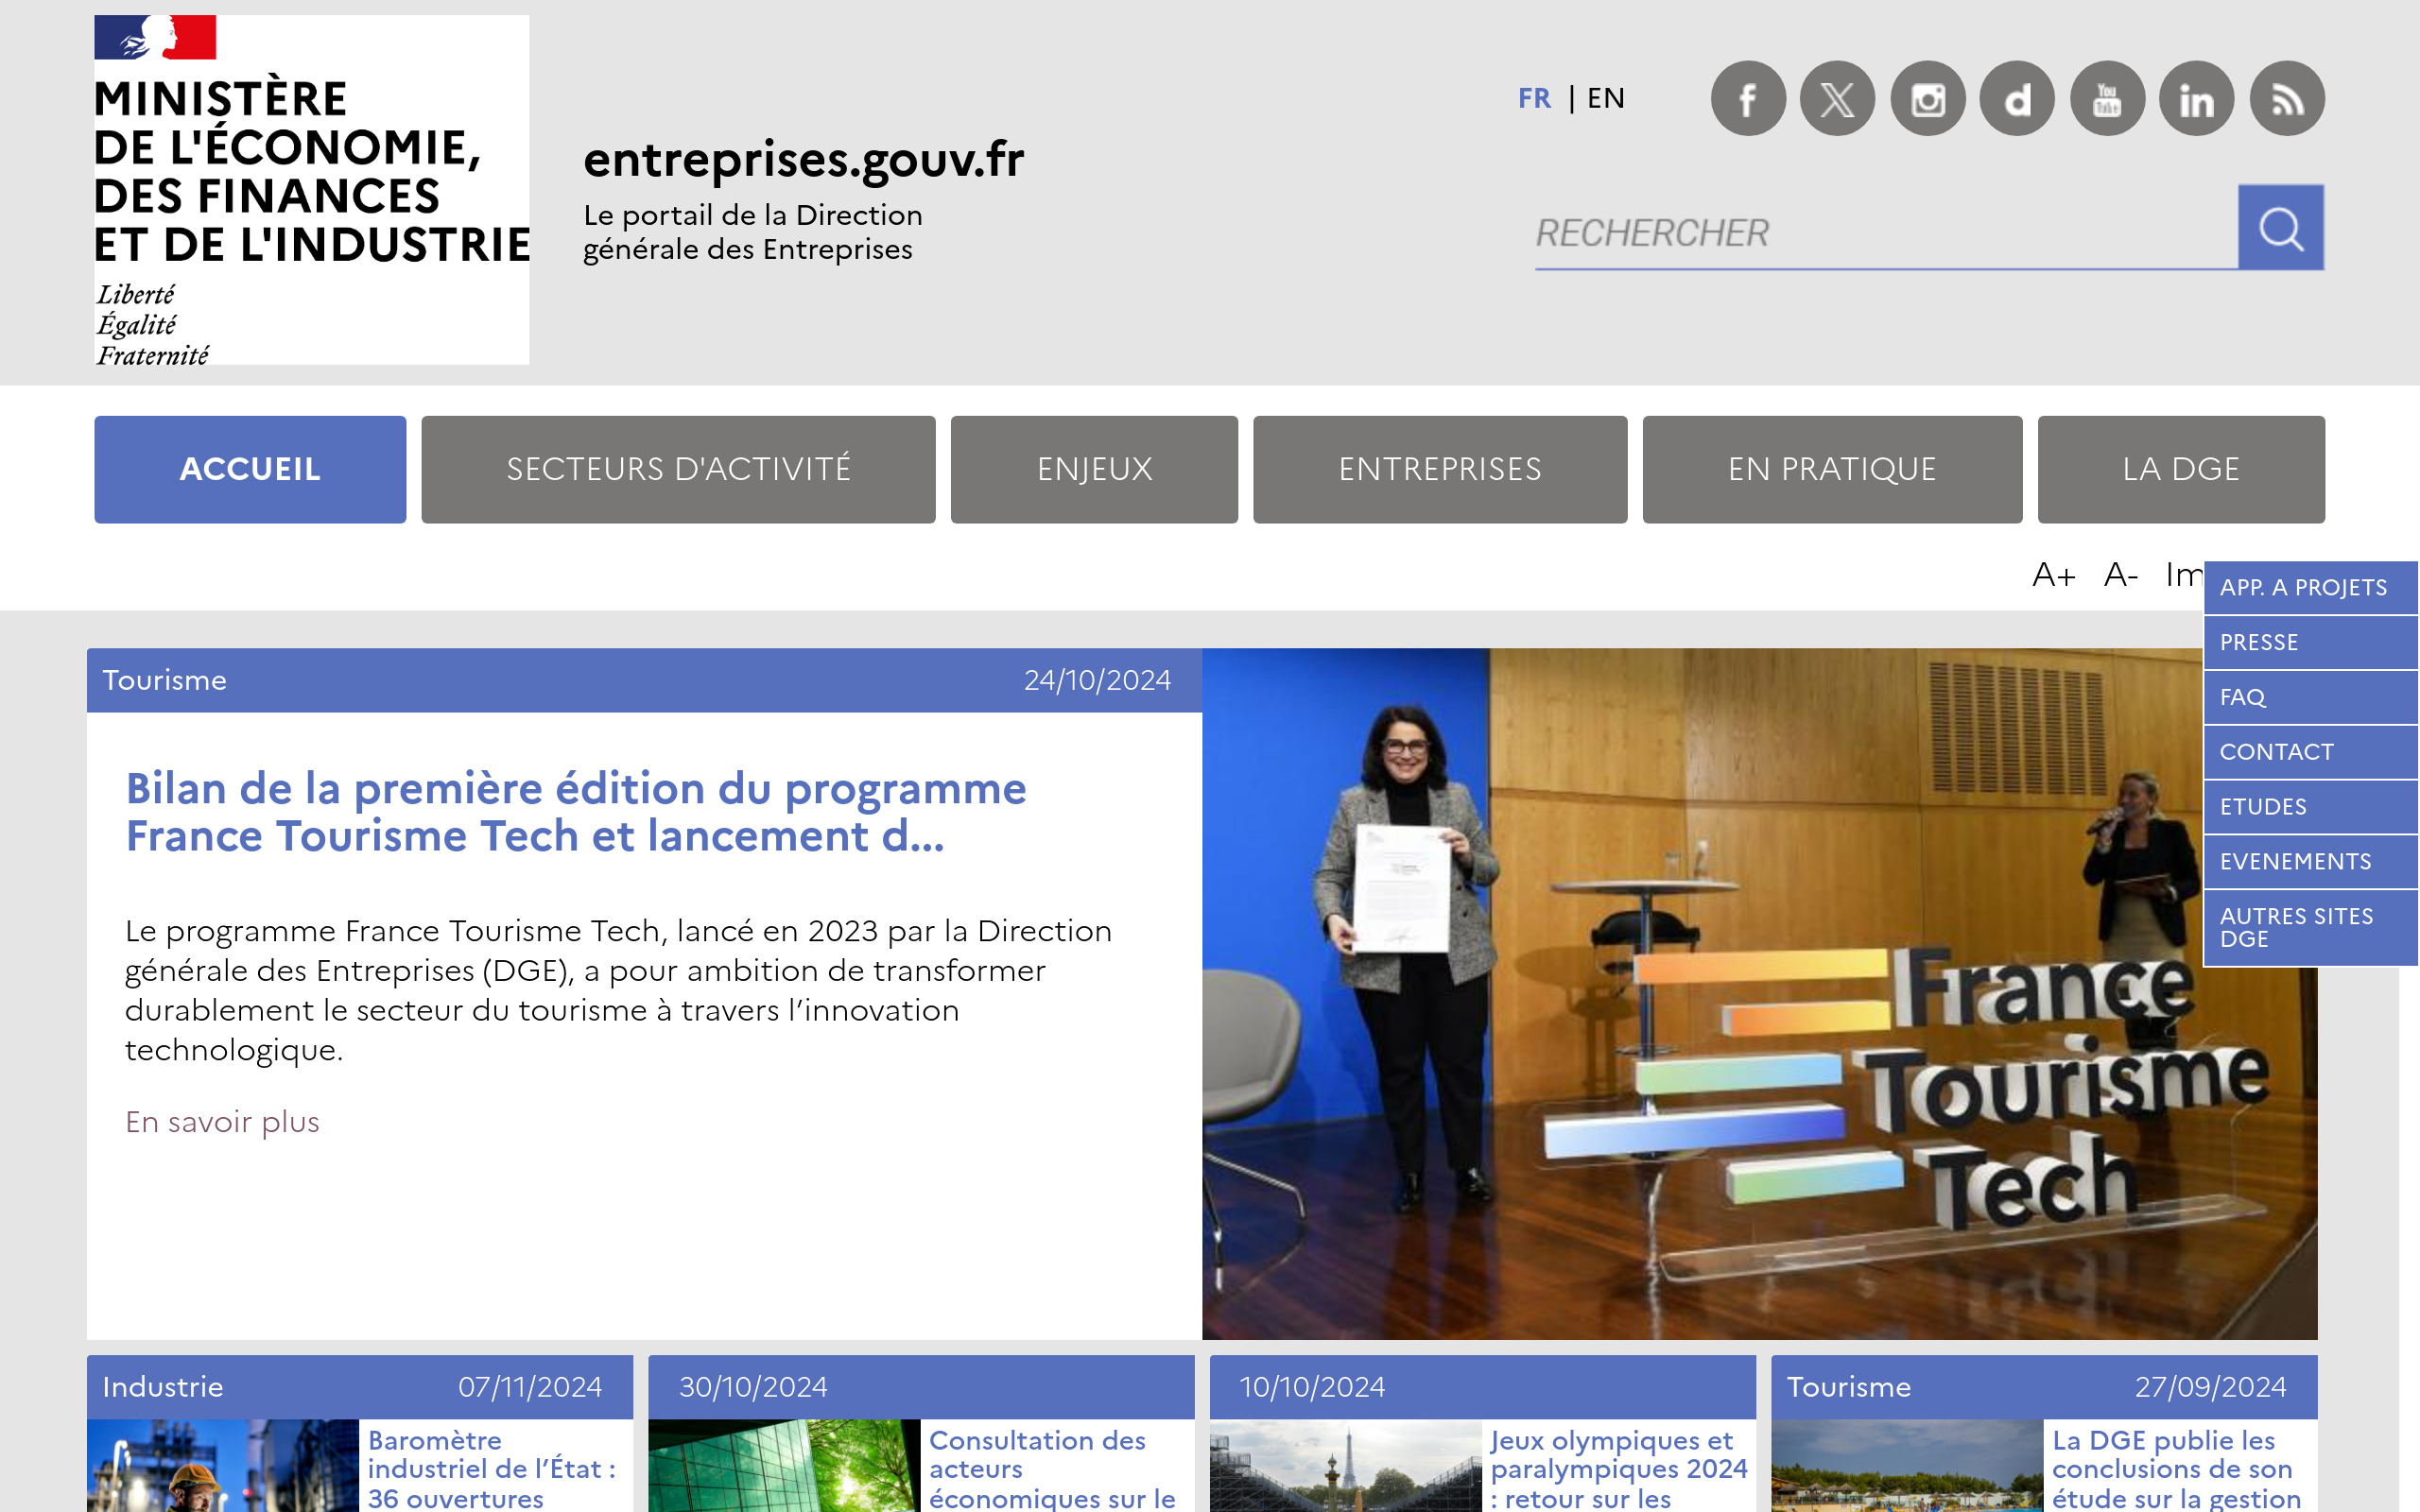 MINISTÈRE
DE L'ÉCONOMIE,
DES FINANCES
ET DE L'INDUSTRIE
Liberté
Égalité
Fraternité
entreprises.gouv.fr
Le portail de la Direction
générale des Entreprises
FR | EN
f X d You Tube in
RECHERCHER
ACCUEIL SECTEURS D'ACTIVITÉ ENJEUX ENTREPRISES EN PRATIQUE LA DGE
A+ A- Im
APP. A PROJETS
PRESSE
FAQ
CONTACT
ETUDES
EVENEMENTS
AUTRES SITES
DGE
Tourisme 24/10/2024
Bilan de la première édition du programme
France Tourisme Tech et lancement d...
Le programme France Tourisme Tech, lancé en 2023 par la Direction
générale des Entreprises (DGE), a pour ambition de transformer
durablement le secteur du tourisme à travers l’innovation
technologique.
En savoir plus
France
Tourisme
Tech
Industrie 07/11/2024
Baromètre
industriel de l’État :
36 ouvertures
30/10/2024
Consultation des
acteurs
économiques sur le
10/10/2024
Jeux olympiques et
paralympiques 2024
: retour sur les
Tourisme 27/09/2024
La DGE publie les
conclusions de son
étude sur la gestion